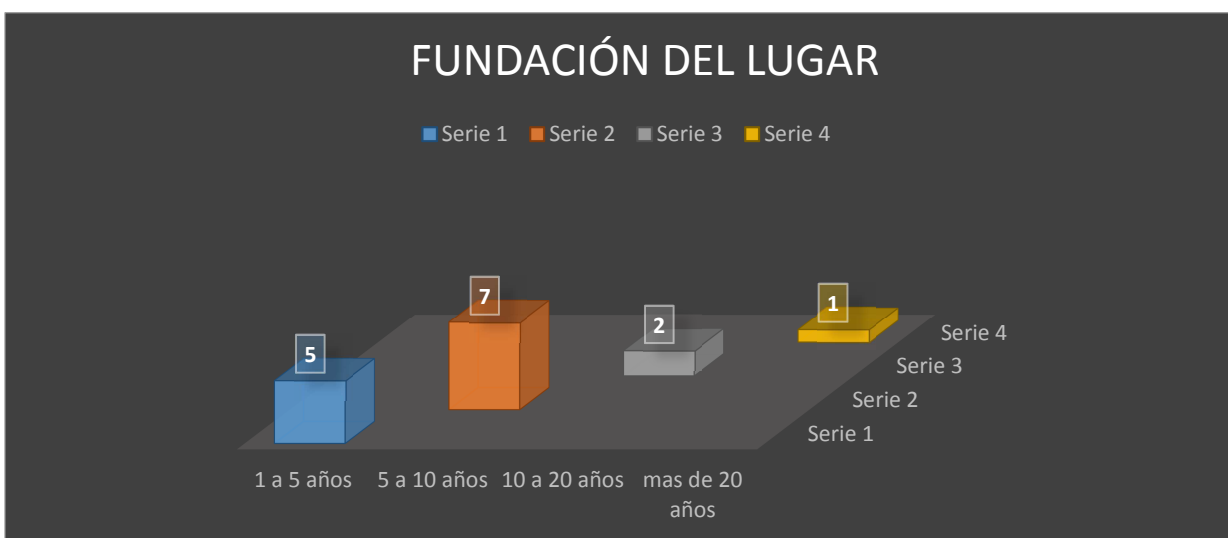 FUNDACIÓN DEL LUGAR
Serie 1 Serie 2 Serie 3 Serie 4
7
1
2
5
Serie 4
Serie 3
Serie 2
Serie 1
1 a 5 años 5 a 10 años 10 a 20 años mas de 20
años